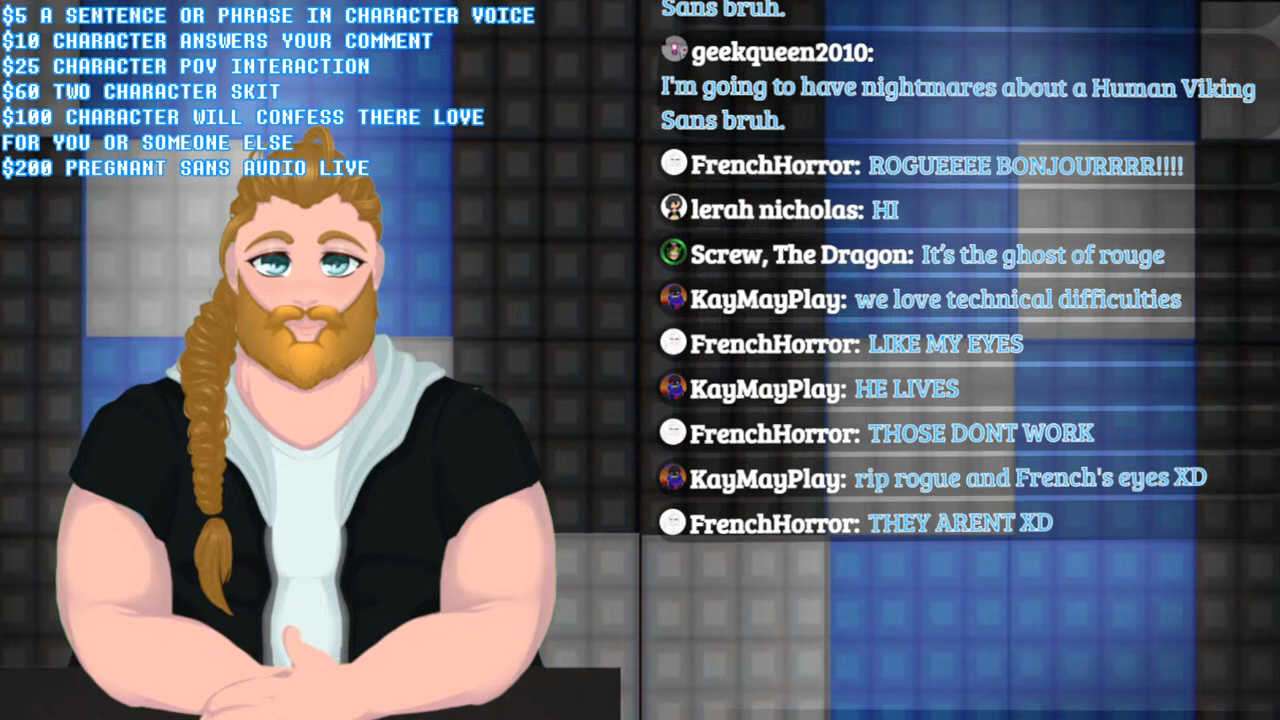 $5 A SENTENCE OR PHRASE IN CHARACTER VOICE
$10 CHARACTER ANSWERS YOUR COMMENT
$25 CHARACTER POV INTERACTION
$60 TWO CHARACTER SKIT
$100 CHARACTER WILL CONFESS THERE LOVE
FOR YOU OR SOMEONE ELSE
$200 PREGNANT SANS AUDIO LIVE
Sans bruh.
geekqueen2010:
I'm going to have nightmares about a Human Viking
Sans bruh.
FrenchHorror: ROGUEEEE BONJOURRRR!!!!
lerah nicholas: HI
Screw, The Dragon: It's the ghost of rouge
KayMayPlay: we love technical difficulties
FrenchHorror: LIKE MY EYES
KayMayPlay: HE LIVES
FrenchHorror: THOSE DONT WORK
KayMayPlay: rip rogue and French's eyes XD
FrenchHorror: THEY ARENT XD